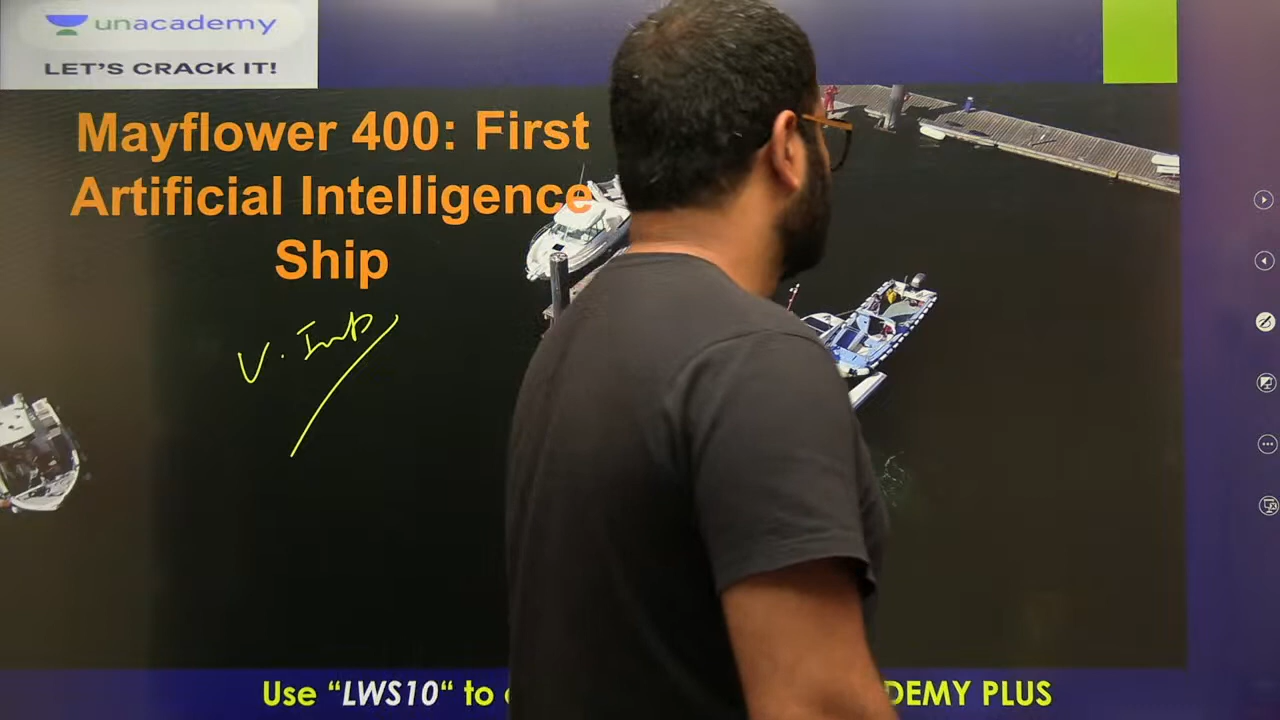 unacademy
LET'S CRACK IT!
Mayflower 400: First
Artificial Intelligence
Ship
V. Imp
Use “LWS10“ to
DEMY PLUS